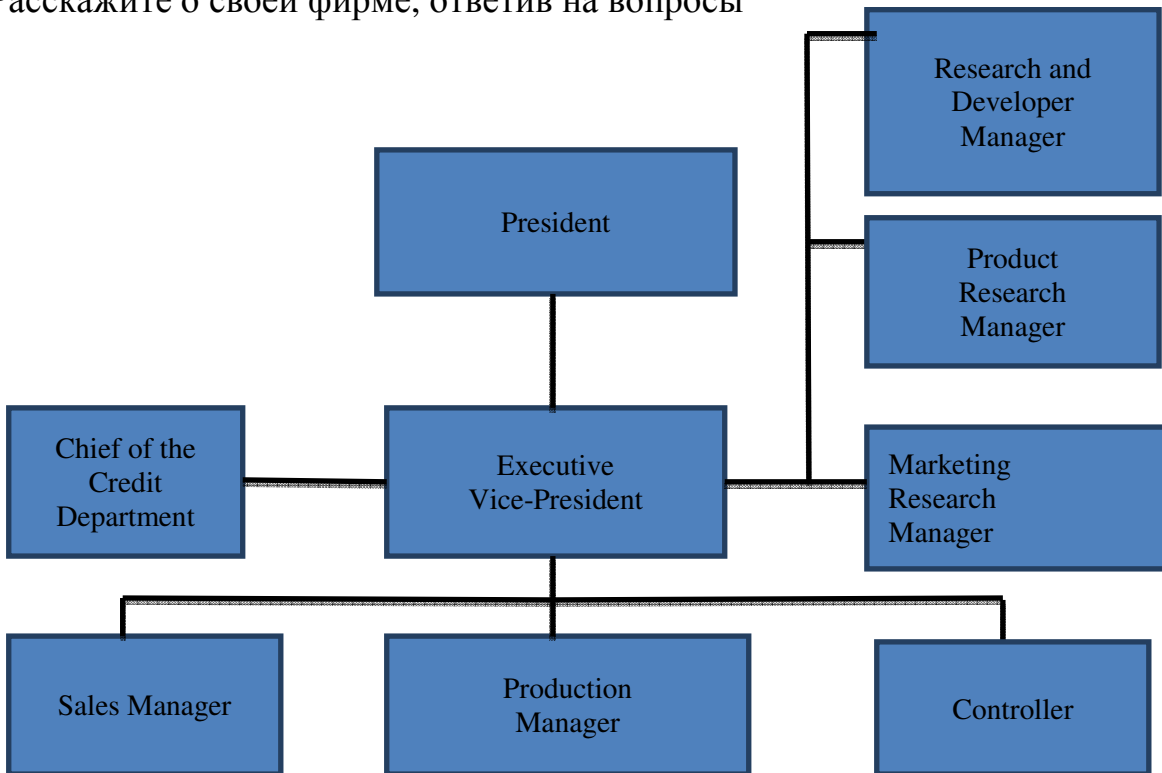 Расскажите о своей фирме, ответив на вопросы
Research and
Developer
Manager
President
Product
Research
Manager
Chief of the
Credit
Department
Executive
Vice-President
Marketing
Research
Manager
Sales Manager
Production
Manager
Controller